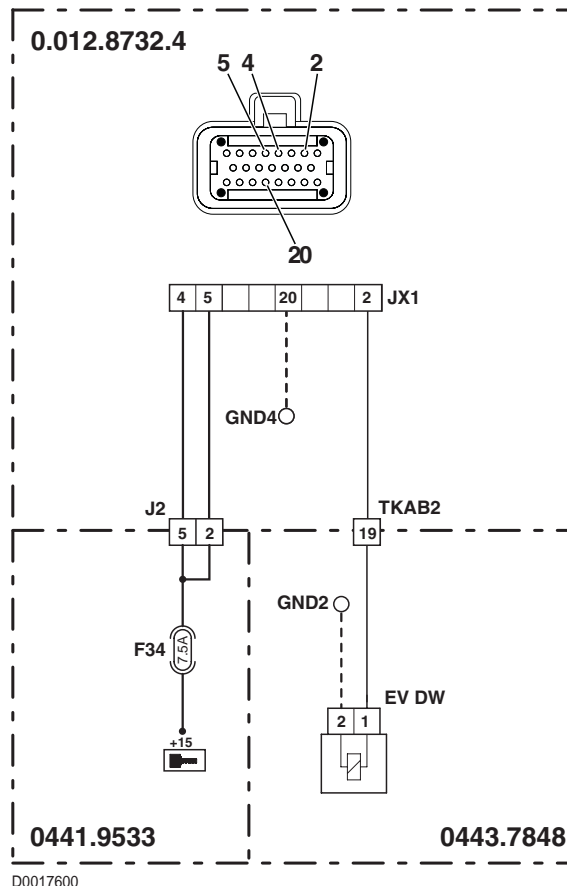 0.012.8732.4
5 4 2
20
4 5 20 2 JX1
GND4
J2 TKAB2
5 2 19
GND2
F34 7.5A
EV DW
+15 2 1
0441.9533 0443.7848
D0017600